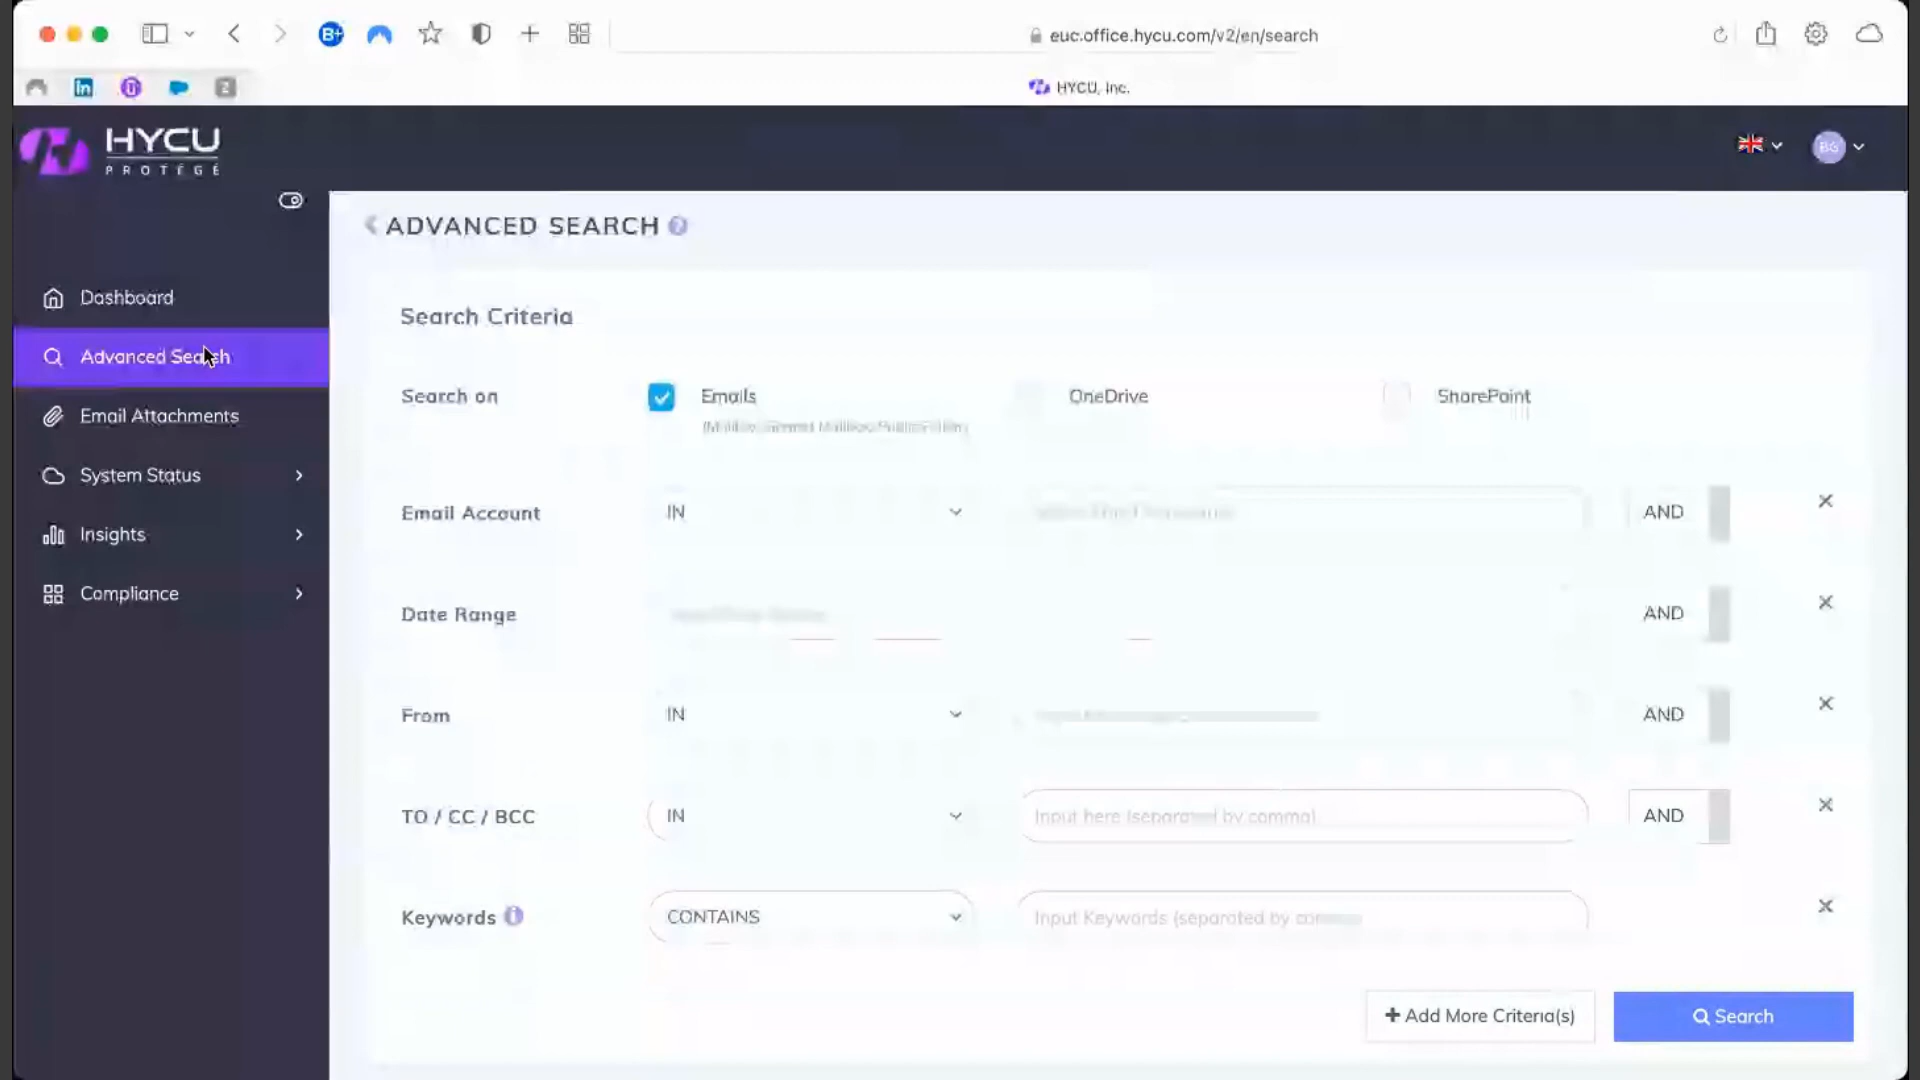 B+
euc.office.hycu.com/v2/en/search
in
Z
HYCU, Inc.
HYCU
PROTÉGÉ
BG
ADVANCED SEARCH ?
Dashboard
Advanced Search
Email Attachments
System Status
Insights
Compliance
Search Criteria
Search on
Emails
OneDrive
SharePoint
Email Account
IN
AND
Date Range
AND
From
IN
AND
TO / CC / BCC
IN
Input here (separated by comma)
AND
Keywords i
CONTAINS
Input Keywords (separated by comma
+ Add More Criteria(s)
Search